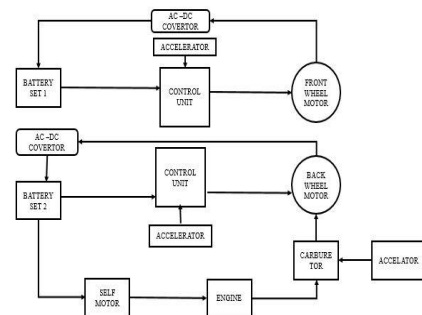 AC –DC
COVERTOR
ACCELERATOR
BATTERY
SET 1
CONTROL
UNIT
FRONT
WHEEL
MOTOR
AC –DC
COVERTOR
CONTROL
UNIT
BACK
WHEEL
MOTOR
BATTERY
SET 2
ACCELERATOR
CARBURE
TOR
ACCELATOR
SELF
MOTOR
ENGINE